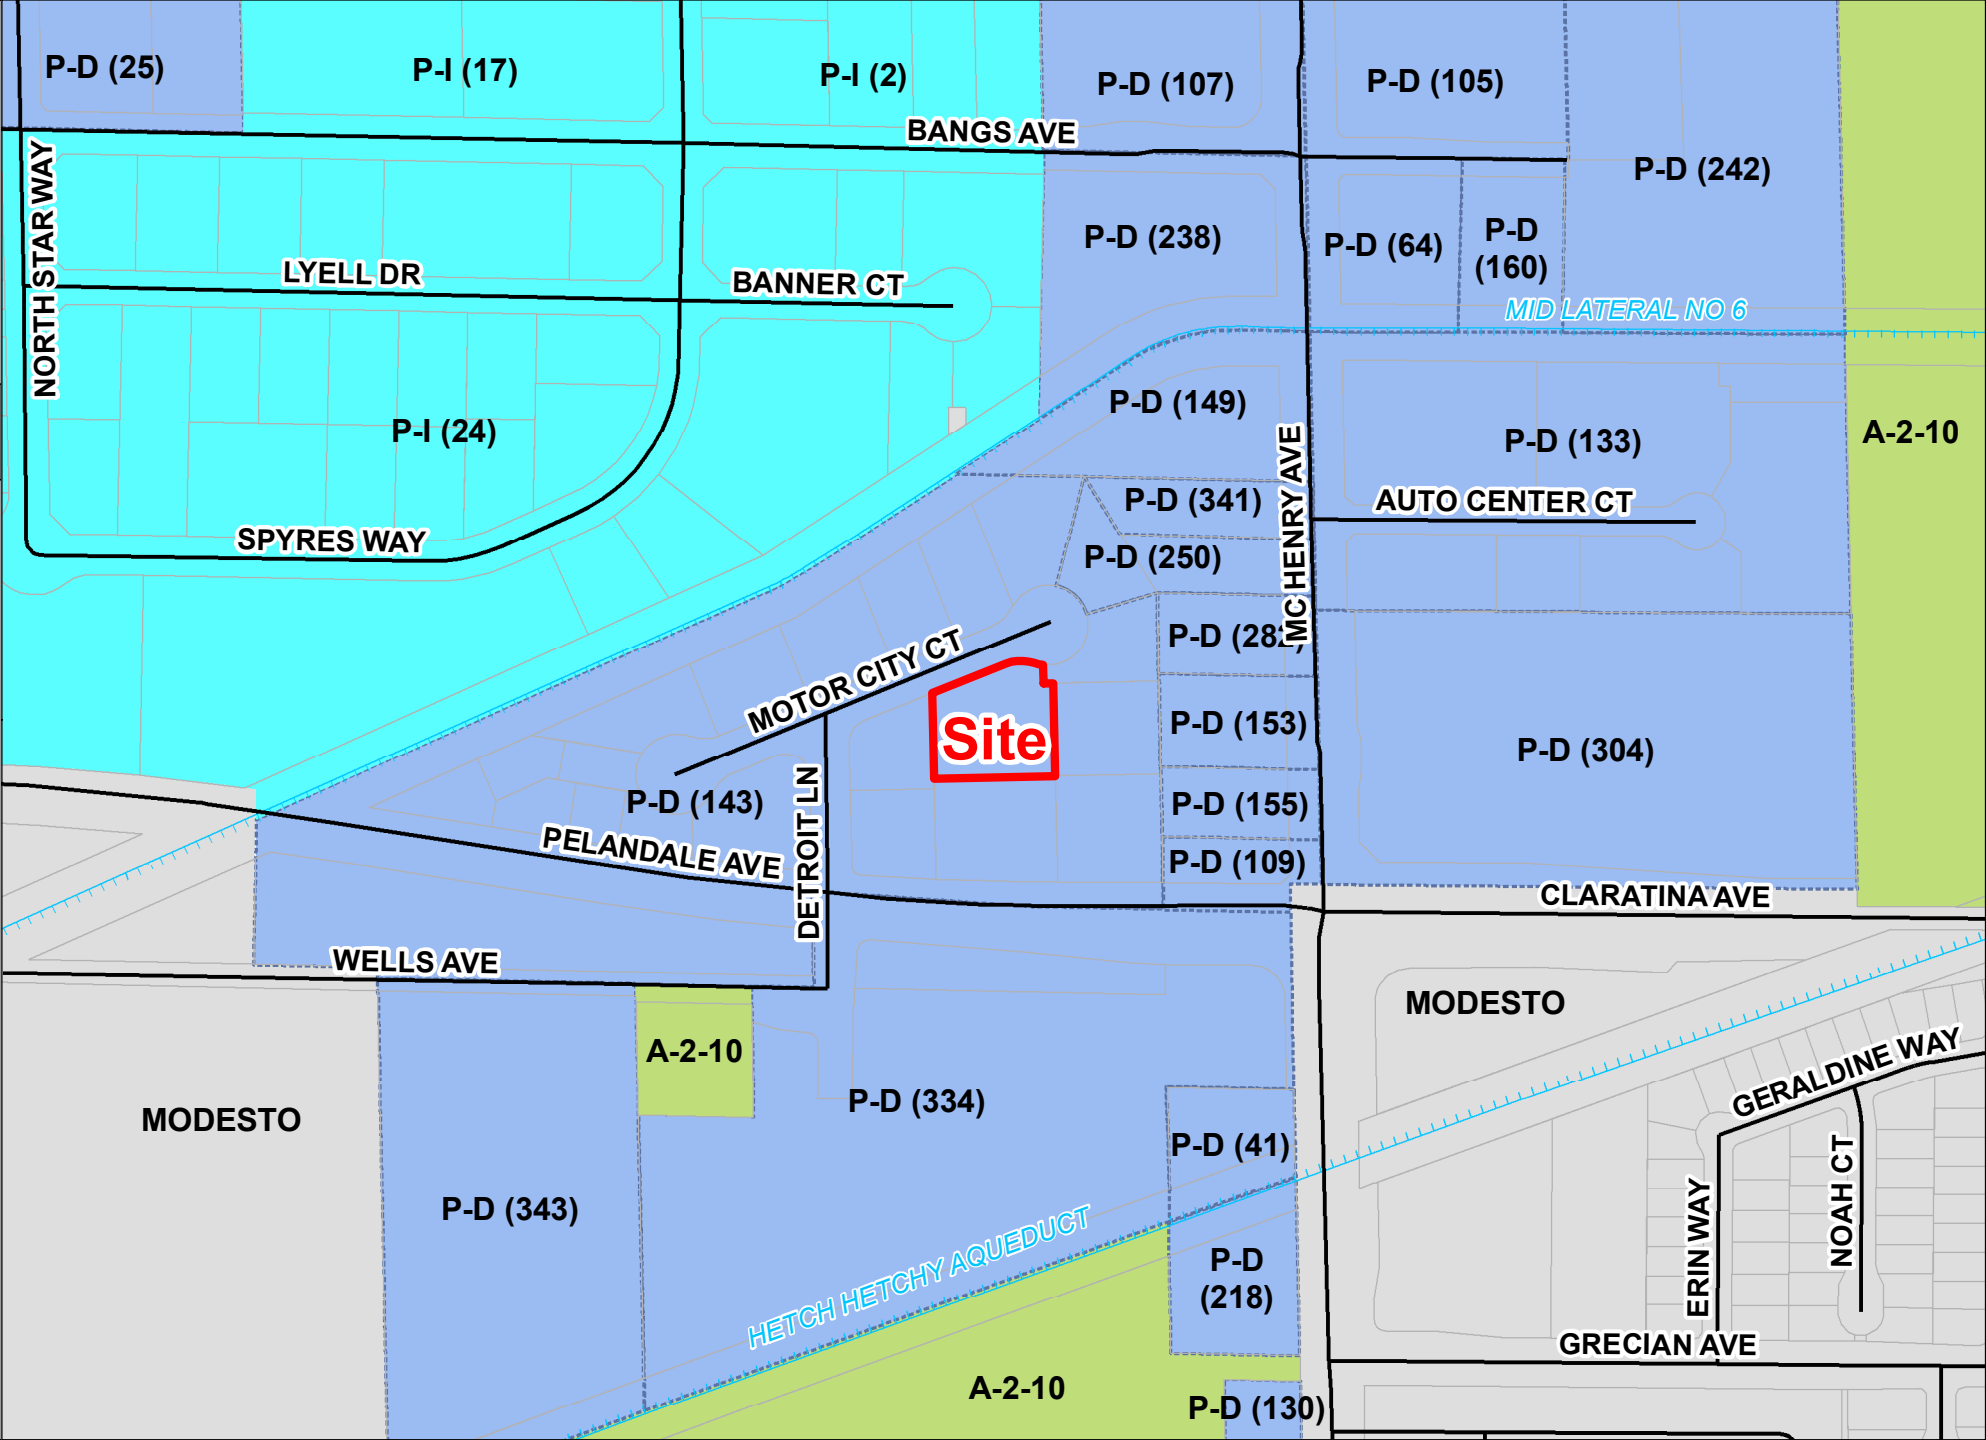 P-D (25)
P-I (17)
P-I (2)
P-D (107)
P-D (105)
BANGS AVE
P-D (242)
NORTH STAR WAY
LYELL DR
BANNER CT
P-D (238)
P-D (64)
P-D
(160)
MID LATERAL NO 6
P-I (24)
P-D (149)
P-D (133)
A-2-10
SPYRES WAY
P-D (341)
MC HENRY AVE
AUTO CENTER CT
P-D (250)
P-D (282)
MOTOR CITY CT
Site
P-D (153)
P-D (304)
P-D (143)
DETROIT LN
P-D (155)
PELANDALE AVE
P-D (109)
CLARATINA AVE
WELLS AVE
MODESTO
A-2-10
GERALDINE WAY
MODESTO
P-D (334)
P-D (41)
NOAH CT
P-D (343)
ERIN WAY
HETCH HETCHY AQUEDUCT
P-D
(218)
GRECIAN AVE
A-2-10
P-D (130)